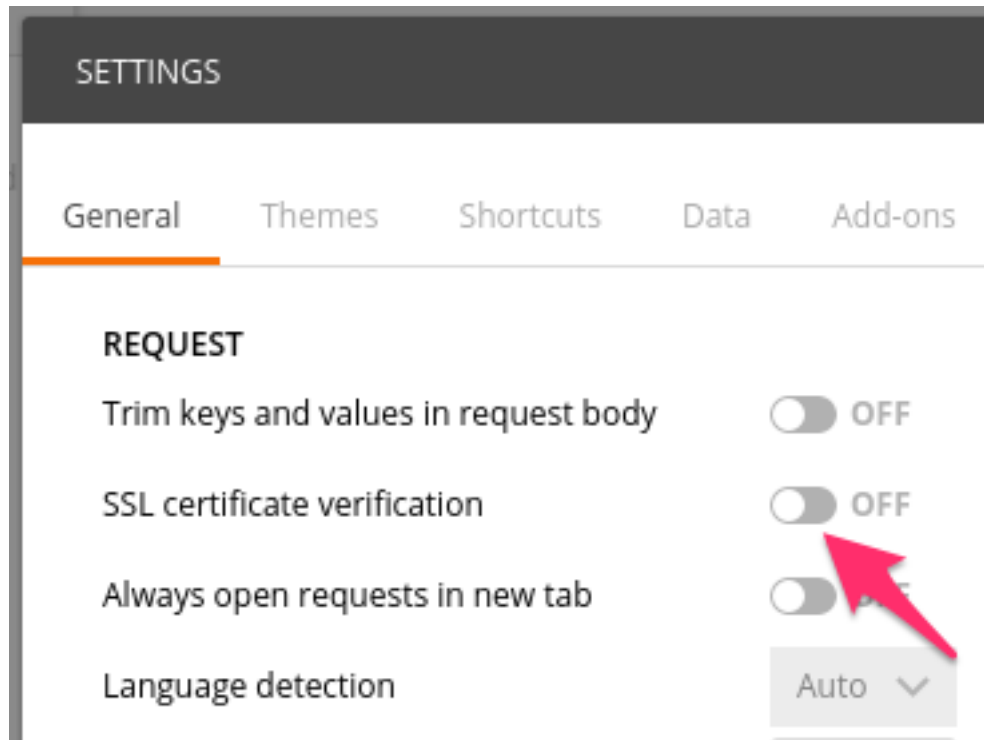 SETTINGS
General Themes Shortcuts Data Add-ons
REQUEST
Trim keys and values in request body OFF
SSL certificate verification OFF
Always open requests in new tab
Language detection Auto